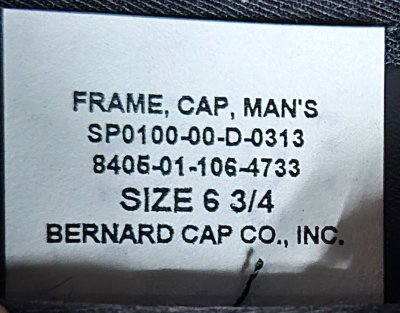 FRAME, CAP, MAN'S
SP0100-00-D-0313
8405-01-106-4733
SIZE 6 3/4
BERNARD CAP CO., INC.